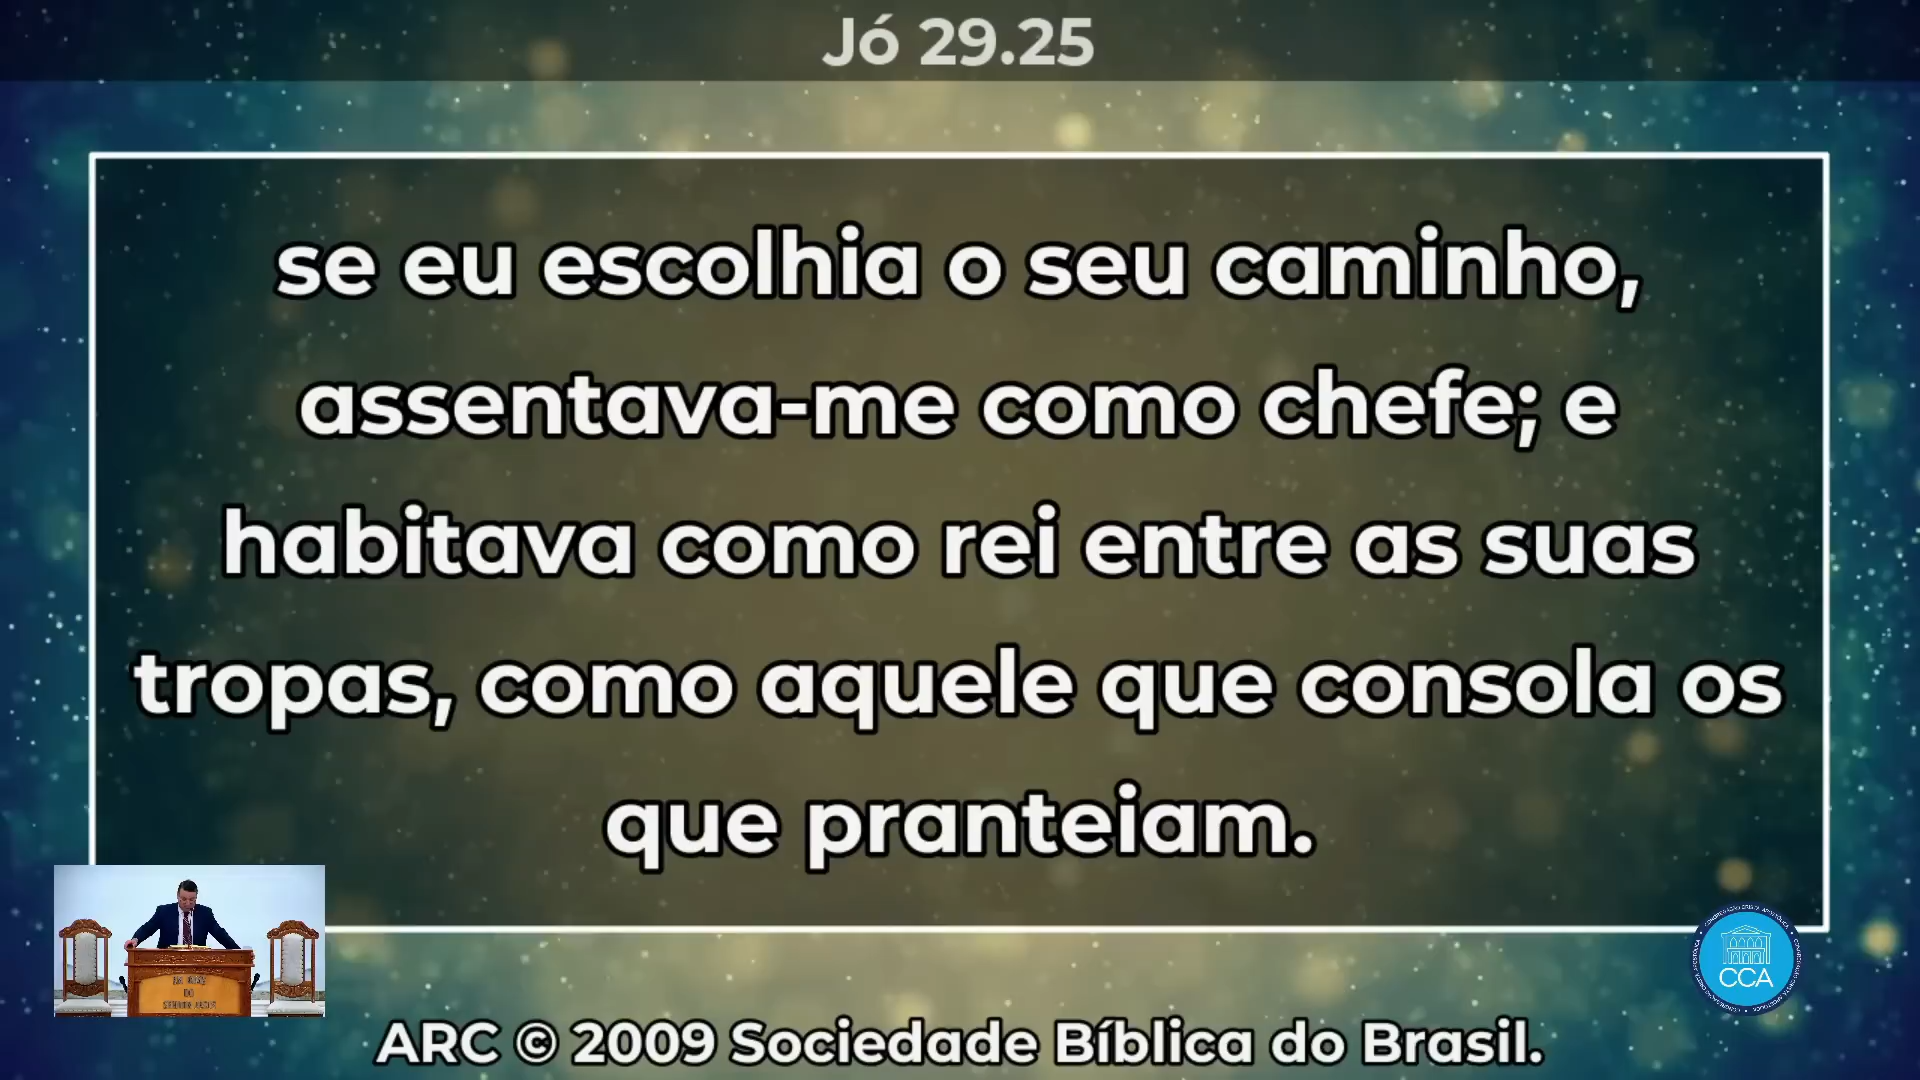 Jó 29.25
se eu escolhia o seu caminho,
assentava-me como chefe; e
habitava como rei entre as suas
tropas, como aquele que consola os
que pranteiam.
CCA
ARC © 2009 Sociedade Bíblica do Brasil.